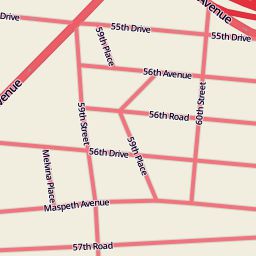 Drive
Avenue
55th Drive
55th Drive
59th Place
56th Avenue
venue
60th Street
59th Street
56th Road
59th Place
56th Drive
Melvina Place
Maspeth Avenue
57th Road